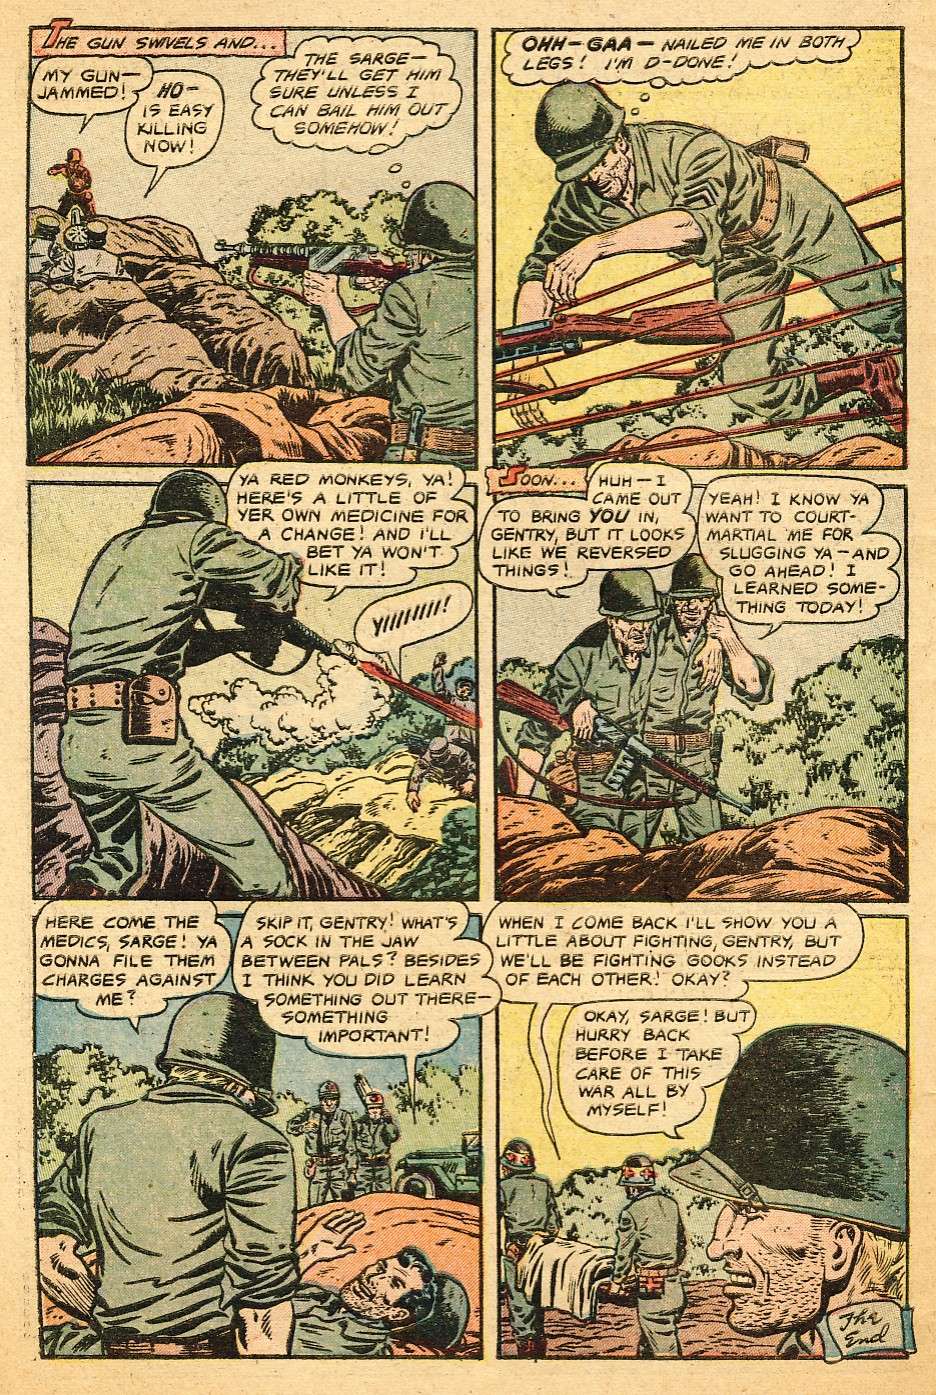 THE GUN SWIVELS AND...
MY GUN—
JAMMED!
HO—
IS EASY
KILLING
NOW!
THE SARGE—
THEY'LL GET HIM
SURE UNLESS I
CAN BAIL HIM OUT
SOMEHOW!
OHH—GAA—NAILED ME IN BOTH
LEGS! I'M D-DONE!
YA RED MONKEYS, YA!
HERE'S A LITTLE OF
YER OWN MEDICINE FOR
A CHANGE! AND I'LL
BET YA WON'T
LIKE IT!
YIIIIIIII!
SOON...
HUH—I
CAME OUT
TO BRING YOU IN,
GENTRY, BUT IT LOOKS
LIKE WE REVERSED
THINGS!
YEAH! I KNOW YA
WANT TO COURT-
MARTIAL ME FOR
SLUGGING YA—AND
GO AHEAD! I
LEARNED SOME-
THING TODAY!
HERE COME THE
MEDICS, SARGE! YA
GONNA FILE THEM
CHARGES AGAINST
ME?
SKIP IT, GENTRY! WHAT'S
A SOCK IN THE JAW
BETWEEN PALS? BESIDES
I THINK YOU DID LEARN
SOMETHING OUT THERE—
SOMETHING
IMPORTANT!
WHEN I COME BACK I'LL SHOW YOU A
LITTLE ABOUT FIGHTING, GENTRY, BUT
WE'LL BE FIGHTING GOOKS INSTEAD
OF EACH OTHER! OKAY?
OKAY, SARGE! BUT
HURRY BACK
BEFORE I TAKE
CARE OF THIS
WAR ALL BY
MYSELF!
The
End